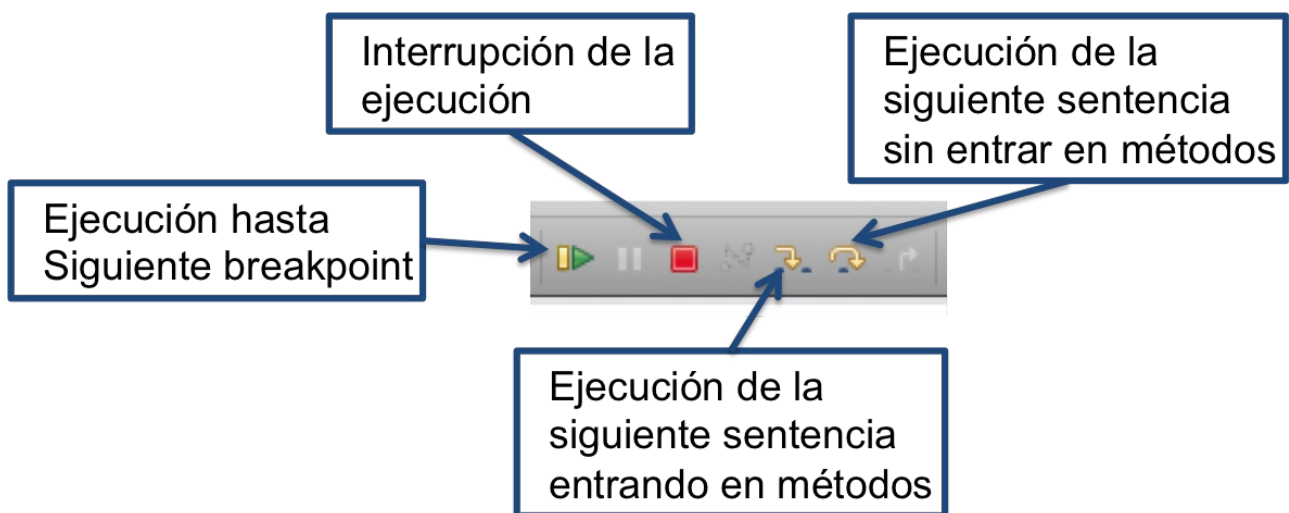 Interrupción de la
ejecución
Ejecución de la
siguiente sentencia
sin entrar en métodos
Ejecución hasta
Siguiente breakpoint
Ejecución de la
siguiente sentencia
entrando en métodos